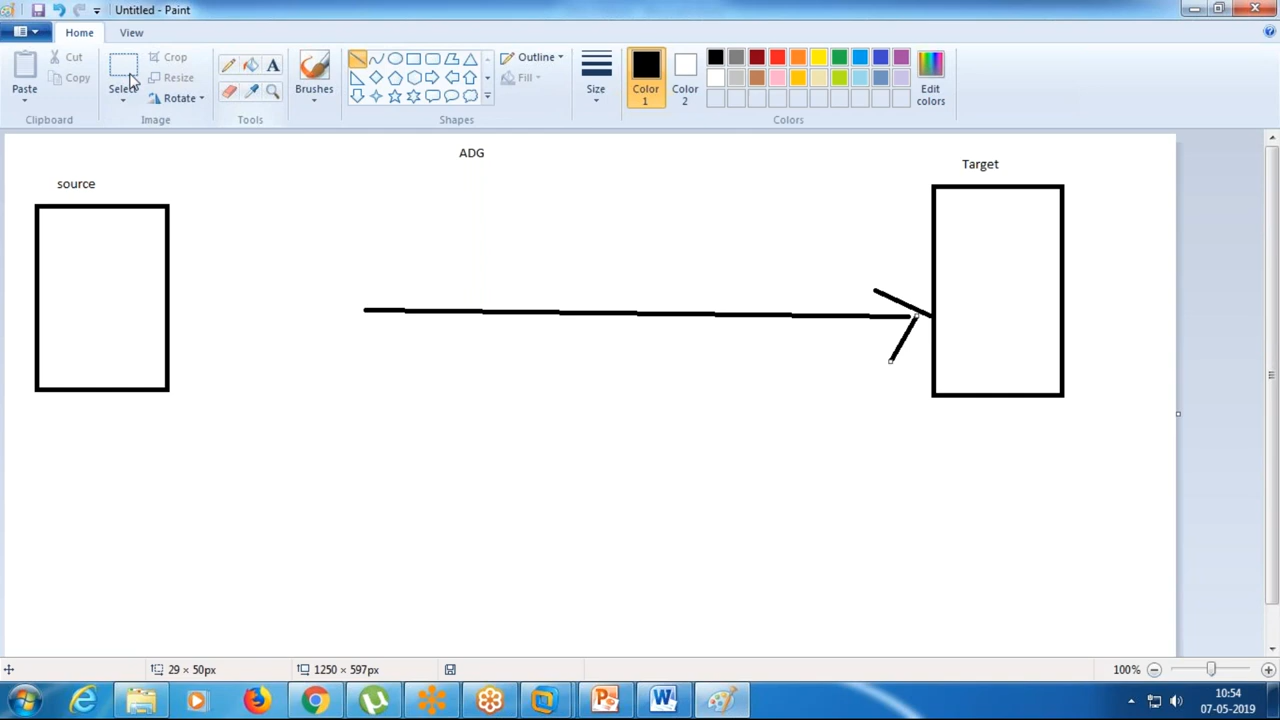 Untitled - Paint
Home
View
Paste
Cut
Copy
Clipboard
Select
Crop
Resize
Rotate
Image
A
Tools
Brushes
Outline
Fill
Shapes
Size
Color
1
Color
2
Edit
colors
Colors
ADG
source
Target
29 × 50px
1250 × 597px
100%
W
10:54
07-05-2019